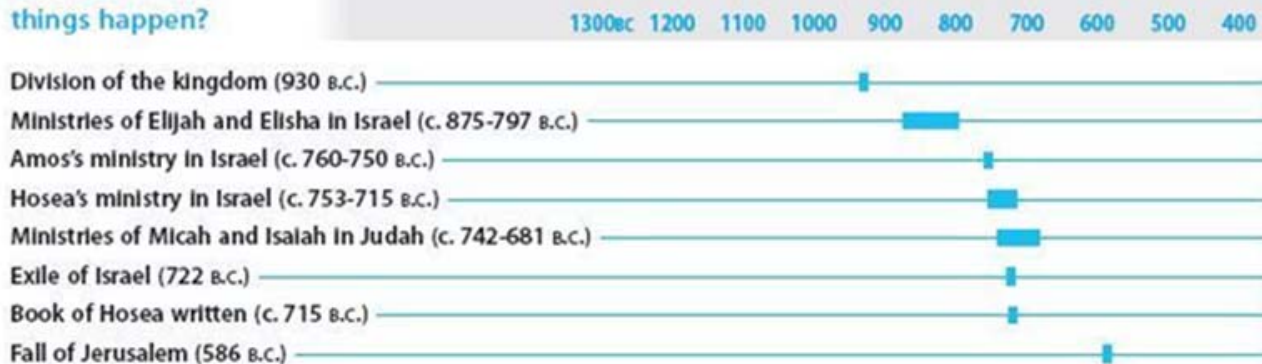 things happen? 1300BC 1200 1100 1000 900 800 700 600 500 400
Division of the kingdom (930 B.C.)
Ministries of Elijah and Elisha in Israel (c. 875-797 B.C.)
Amos's ministry in Israel (c. 760-750 B.C.)
Hosea's ministry in Israel (c. 753-715 B.C.)
Ministries of Micah and Isaiah in Judah (c. 742-681 B.C.)
Exile of Israel (722 B.C.)
Book of Hosea written (c. 715 B.C.)
Fall of Jerusalem (586 B.C.)